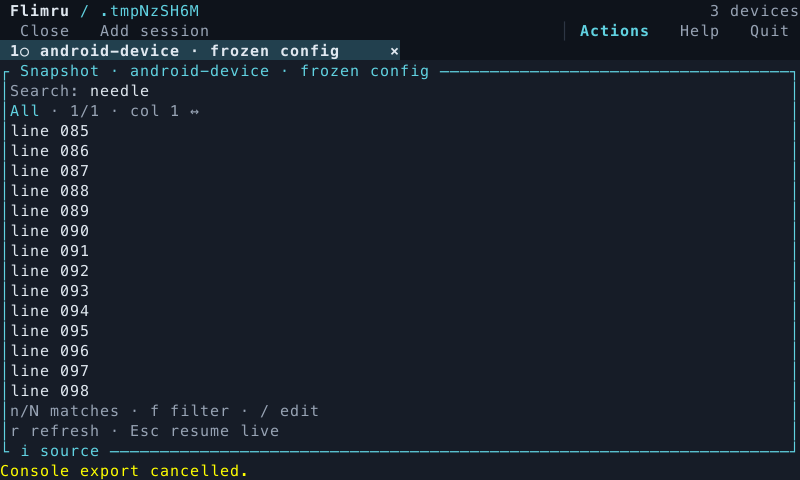 Flimru / .tmpNzSH6M 3 devices
Close Add session Actions Help Quit
1○ android-device · frozen config ×
Snapshot · android-device · frozen config
Search: needle
All · 1/1 · col 1 ↔
line 085
line 086
line 087
line 088
line 089
line 090
line 091
line 092
line 093
line 094
line 095
line 096
line 097
line 098
n/N matches · f filter · / edit
r refresh · Esc resume live
i source
Console export cancelled.